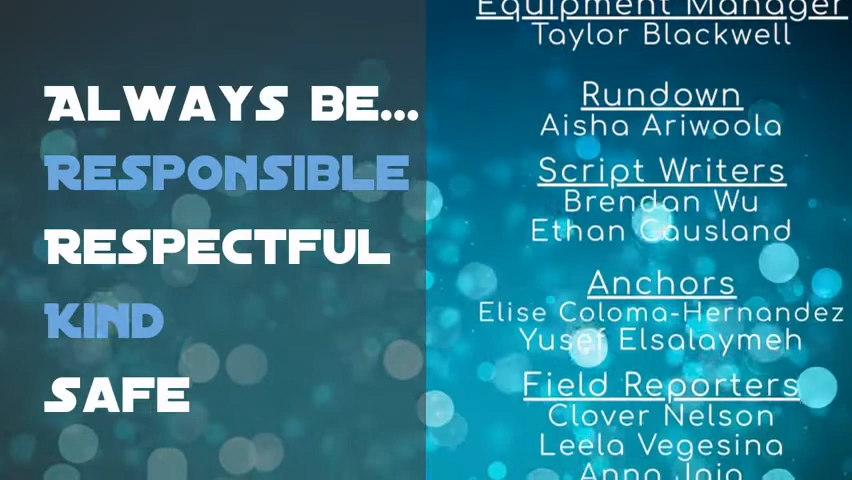 ALWAYS BE...
RESPONSIBLE
RESPECTFUL
KIND
SAFE
Equipment Manager
Taylor Blackwell
Rundown
Aisha Ariwoola
Script Writers
Brendan Wu
Ethan Causland
Anchors
Elise Coloma-Hernandez
Yusef Elsalaymeh
Field Reporters
Clover Nelson
Leela Vegesina
Anna